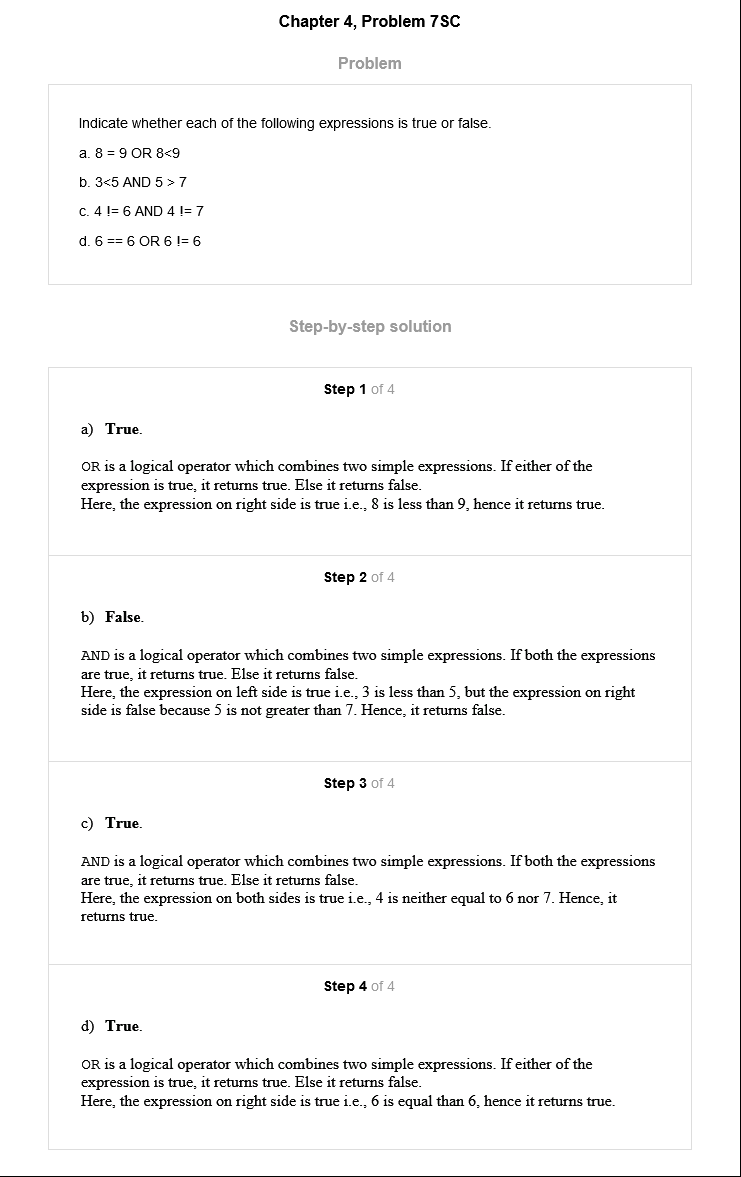 Chapter 4, Problem 7SC
Problem
Indicate whether each of the following expressions is true or false.
a. 8 = 9 OR 8<9
b. 3<5 AND 5 > 7
c. 4 != 6 AND 4 != 7
d. 6 == 6 OR 6 != 6
Step-by-step solution
Step 1 of 4
a) True.
OR is a logical operator which combines two simple expressions. If either of the
expression is true, it returns true. Else it returns false.
Here, the expression on right side is true i.e., 8 is less than 9, hence it returns true.
Step 2 of 4
b) False.
AND is a logical operator which combines two simple expressions. If both the expressions
are true, it returns true. Else it returns false.
Here, the expression on left side is true i.e., 3 is less than 5, but the expression on right
side is false because 5 is not greater than 7. Hence, it returns false.
Step 3 of 4
c) True.
AND is a logical operator which combines two simple expressions. If both the expressions
are true, it returns true. Else it returns false.
Here, the expression on both sides is true i.e., 4 is neither equal to 6 nor 7. Hence, it
returns true.
Step 4 of 4
d) True.
OR is a logical operator which combines two simple expressions. If either of the
expression is true, it returns true. Else it returns false.
Here, the expression on right side is true i.e., 6 is equal than 6, hence it returns true.